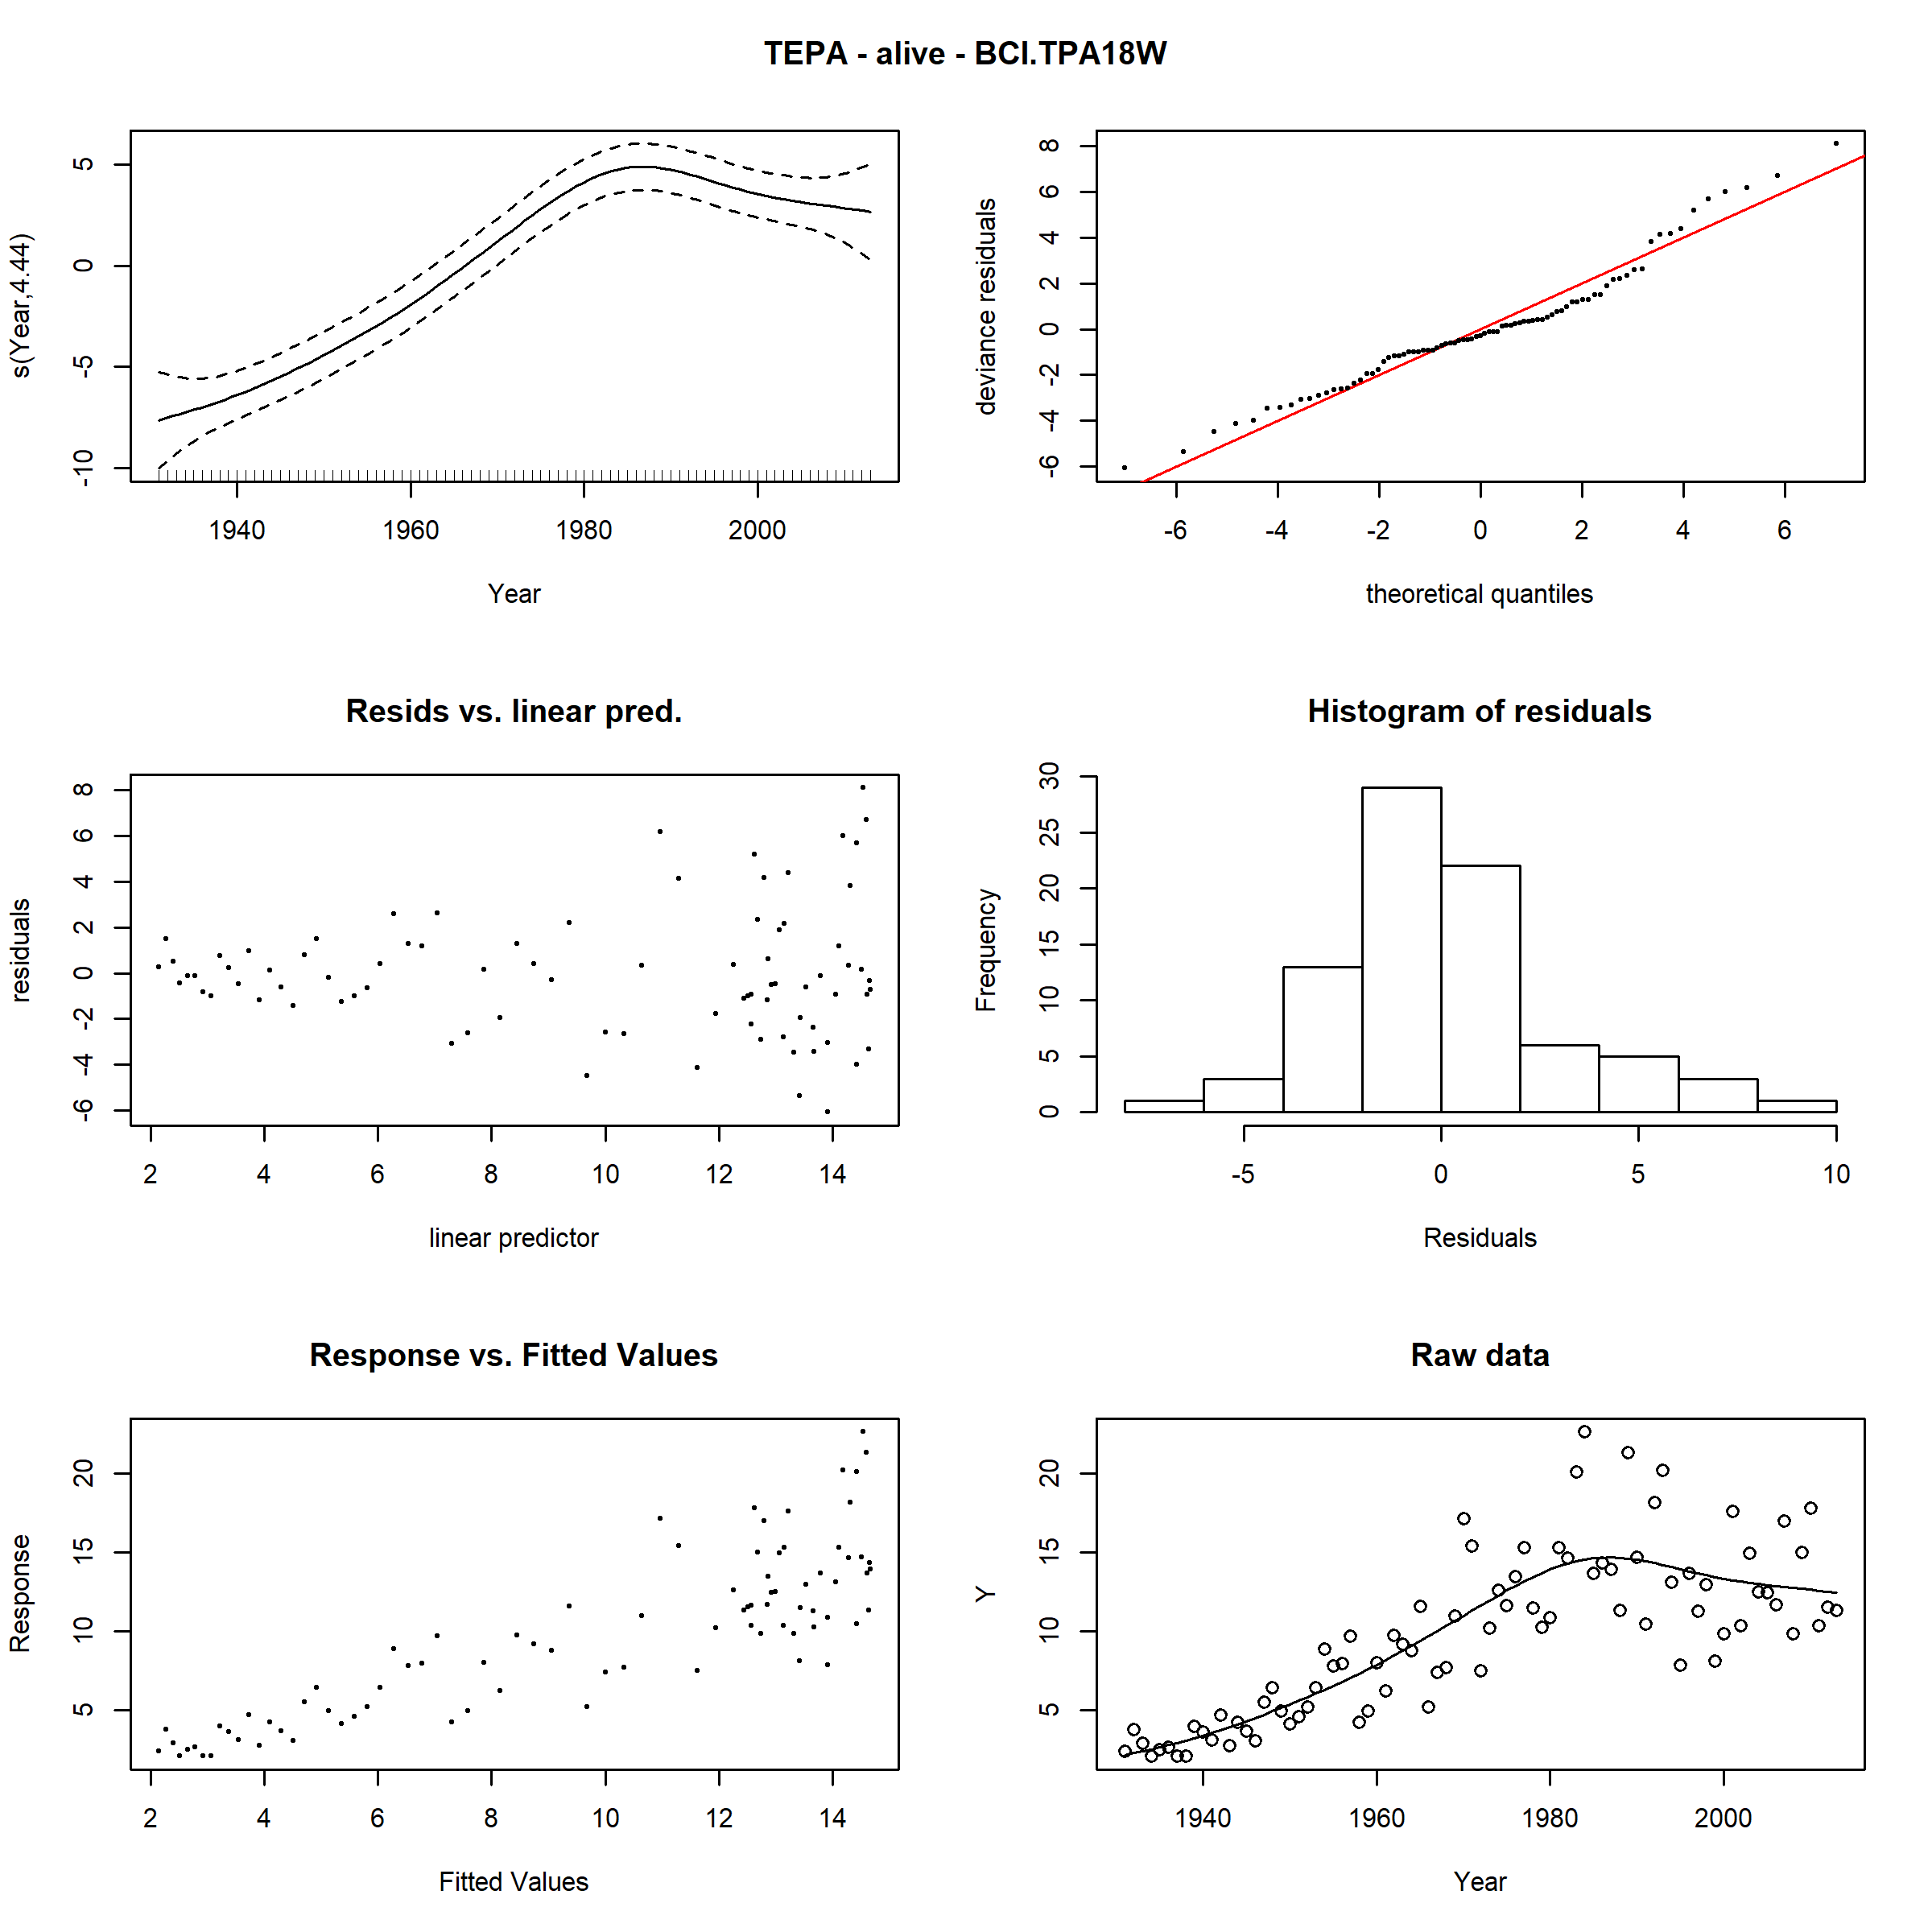 TEPA - alive - BCI.TPA18W
s(Year,4.44)
5
0
-5
-10
1940 1960 1980 2000
Year
deviance residuals
8
6
4
2
0
-2
-4
-6
-6 -4 -2 0 2 4 6
theoretical quantiles
Resids vs. linear pred.
residuals
8
6
4
2
0
-2
-4
-6
2 4 6 8 10 12 14
linear predictor
Histogram of residuals
Frequency
30
25
20
15
10
5
0
-5 0 5 10
Residuals
Response vs. Fitted Values
Response
20
15
10
5
2 4 6 8 10 12 14
Fitted Values
Raw data
Y
20
15
10
5
1940 1960 1980 2000
Year